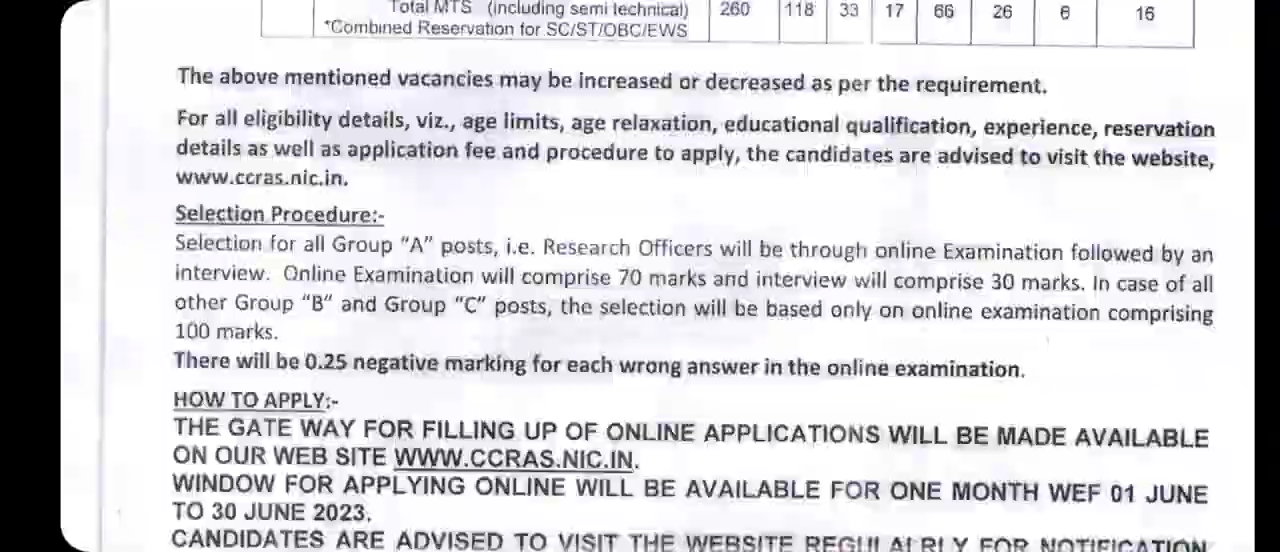 Total MTS (including semi technical) 260 118 33 17 66 26 6 16
*Combined Reservation for SC/ST/OBC/EWS
The above mentioned vacancies may be increased or decreased as per the requirement.
For all eligibility details, viz., age limits, age relaxation, educational qualification, experience, reservation
details as well as application fee and procedure to apply, the candidates are advised to visit the website,
www.ccras.nic.in.
Selection Procedure:-
Selection for all Group "A" posts, i.e. Research Officers will be through online Examination followed by an
interview. Online Examination will comprise 70 marks and interview will comprise 30 marks. In case of all
other Group "B" and Group "C" posts, the selection will be based only on online examination comprising
100 marks.
There will be 0.25 negative marking for each wrong answer in the online examination.
HOW TO APPLY:-
THE GATE WAY FOR FILLING UP OF ONLINE APPLICATIONS WILL BE MADE AVAILABLE
ON OUR WEB SITE WWW.CCRAS.NIC.IN.
WINDOW FOR APPLYING ONLINE WILL BE AVAILABLE FOR ONE MONTH WEF 01 JUNE
TO 30 JUNE 2023.
CANDIDATES ARE ADVISED TO VISIT THE WEBSITE REGULALRLY FOR NOTIFICATION